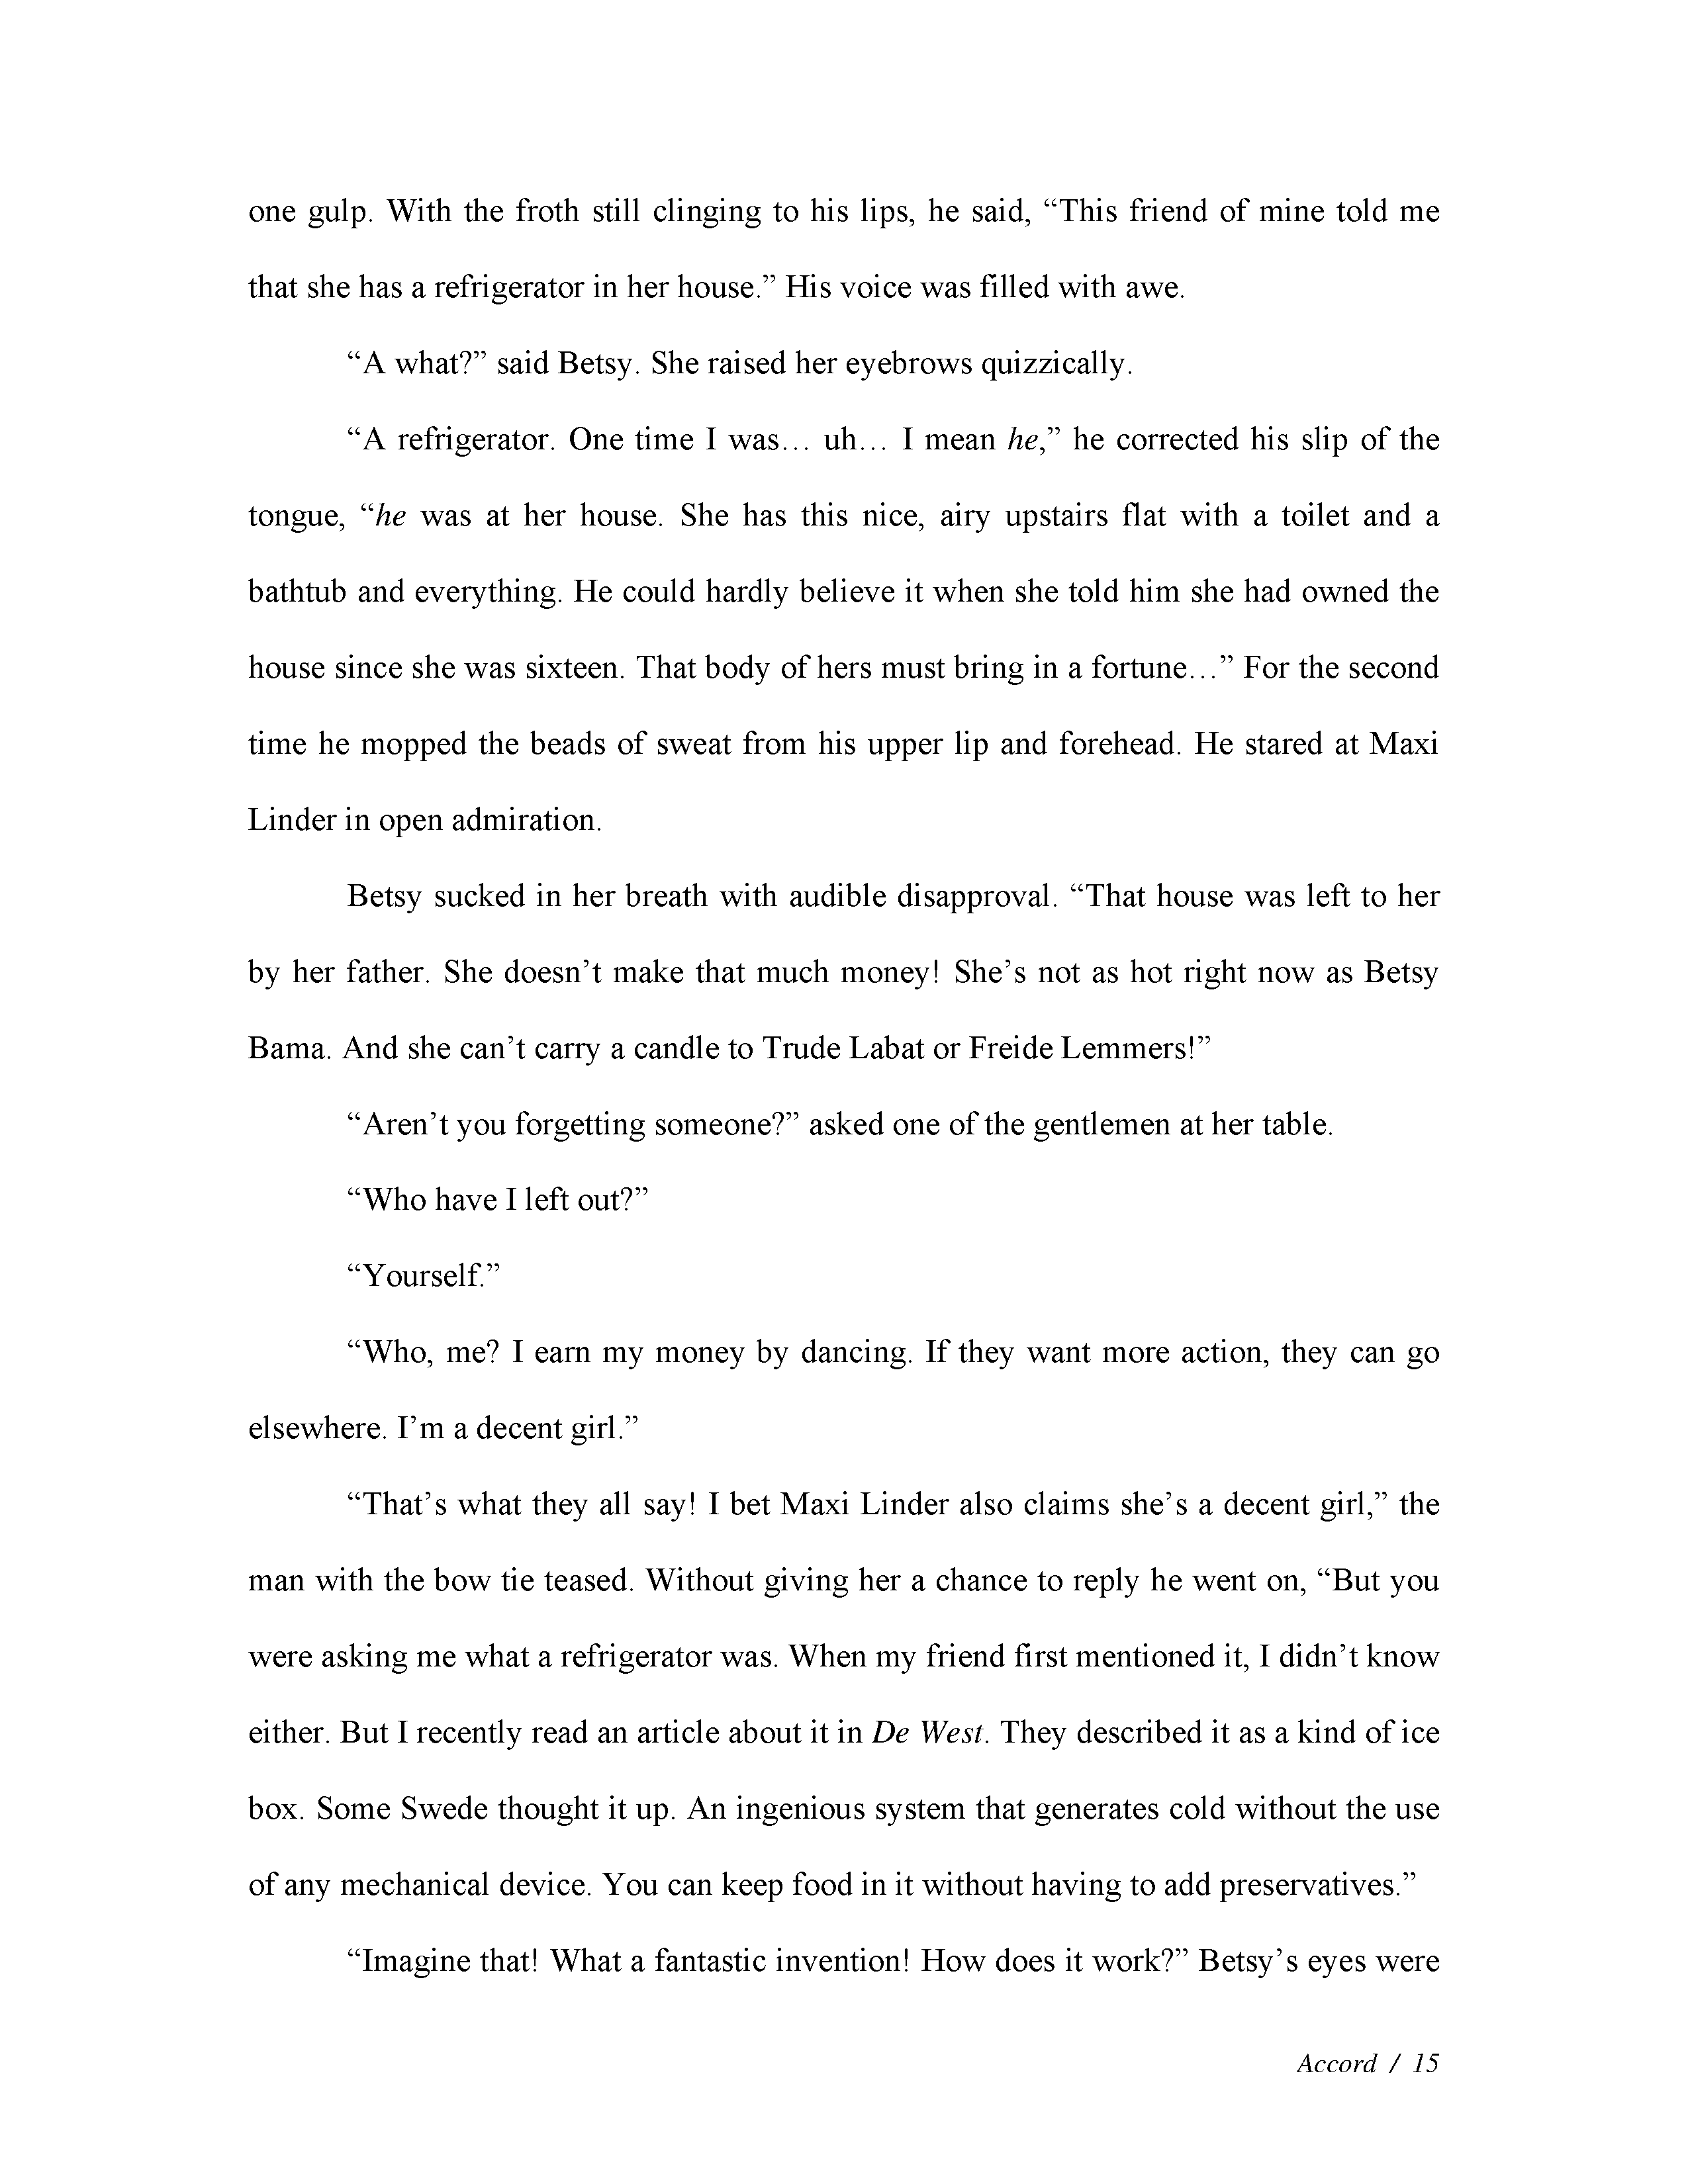 one gulp. With the froth still clinging to his lips, he said, “This friend of mine told me
that she has a refrigerator in her house.” His voice was filled with awe.
“A what?” said Betsy. She raised her eyebrows quizzically.
“A refrigerator. One time I was… uh… I mean he,” he corrected his slip of the
tongue, “he was at her house. She has this nice, airy upstairs flat with a toilet and a
bathtub and everything. He could hardly believe it when she told him she had owned the
house since she was sixteen. That body of hers must bring in a fortune…” For the second
time he mopped the beads of sweat from his upper lip and forehead. He stared at Maxi
Linder in open admiration.
Betsy sucked in her breath with audible disapproval. “That house was left to her
by her father. She doesn’t make that much money! She’s not as hot right now as Betsy
Bama. And she can’t carry a candle to Trude Labat or Freide Lemmers!”
“Aren’t you forgetting someone?” asked one of the gentlemen at her table.
“Who have I left out?”
“Yourself.”
“Who, me? I earn my money by dancing. If they want more action, they can go
elsewhere. I’m a decent girl.”
“That’s what they all say! I bet Maxi Linder also claims she’s a decent girl,” the
man with the bow tie teased. Without giving her a chance to reply he went on, “But you
were asking me what a refrigerator was. When my friend first mentioned it, I didn’t know
either. But I recently read an article about it in De West. They described it as a kind of ice
box. Some Swede thought it up. An ingenious system that generates cold without the use
of any mechanical device. You can keep food in it without having to add preservatives.”
“Imagine that! What a fantastic invention! How does it work?” Betsy’s eyes were
Accord / 15